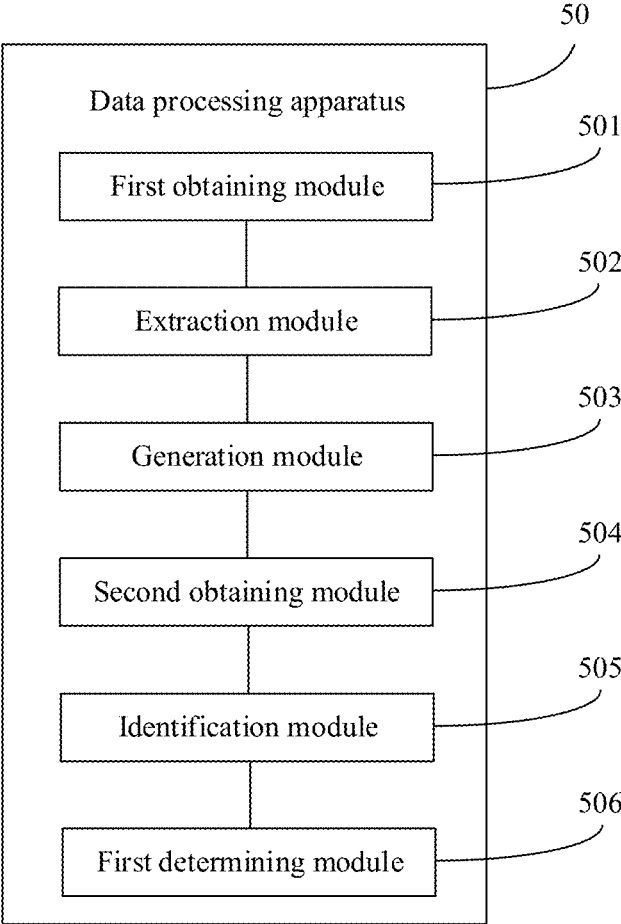 50
Data processing apparatus
501
First obtaining module
502
Extraction module
503
Generation module
504
Second obtaining module
505
Identification module
506
First determining module